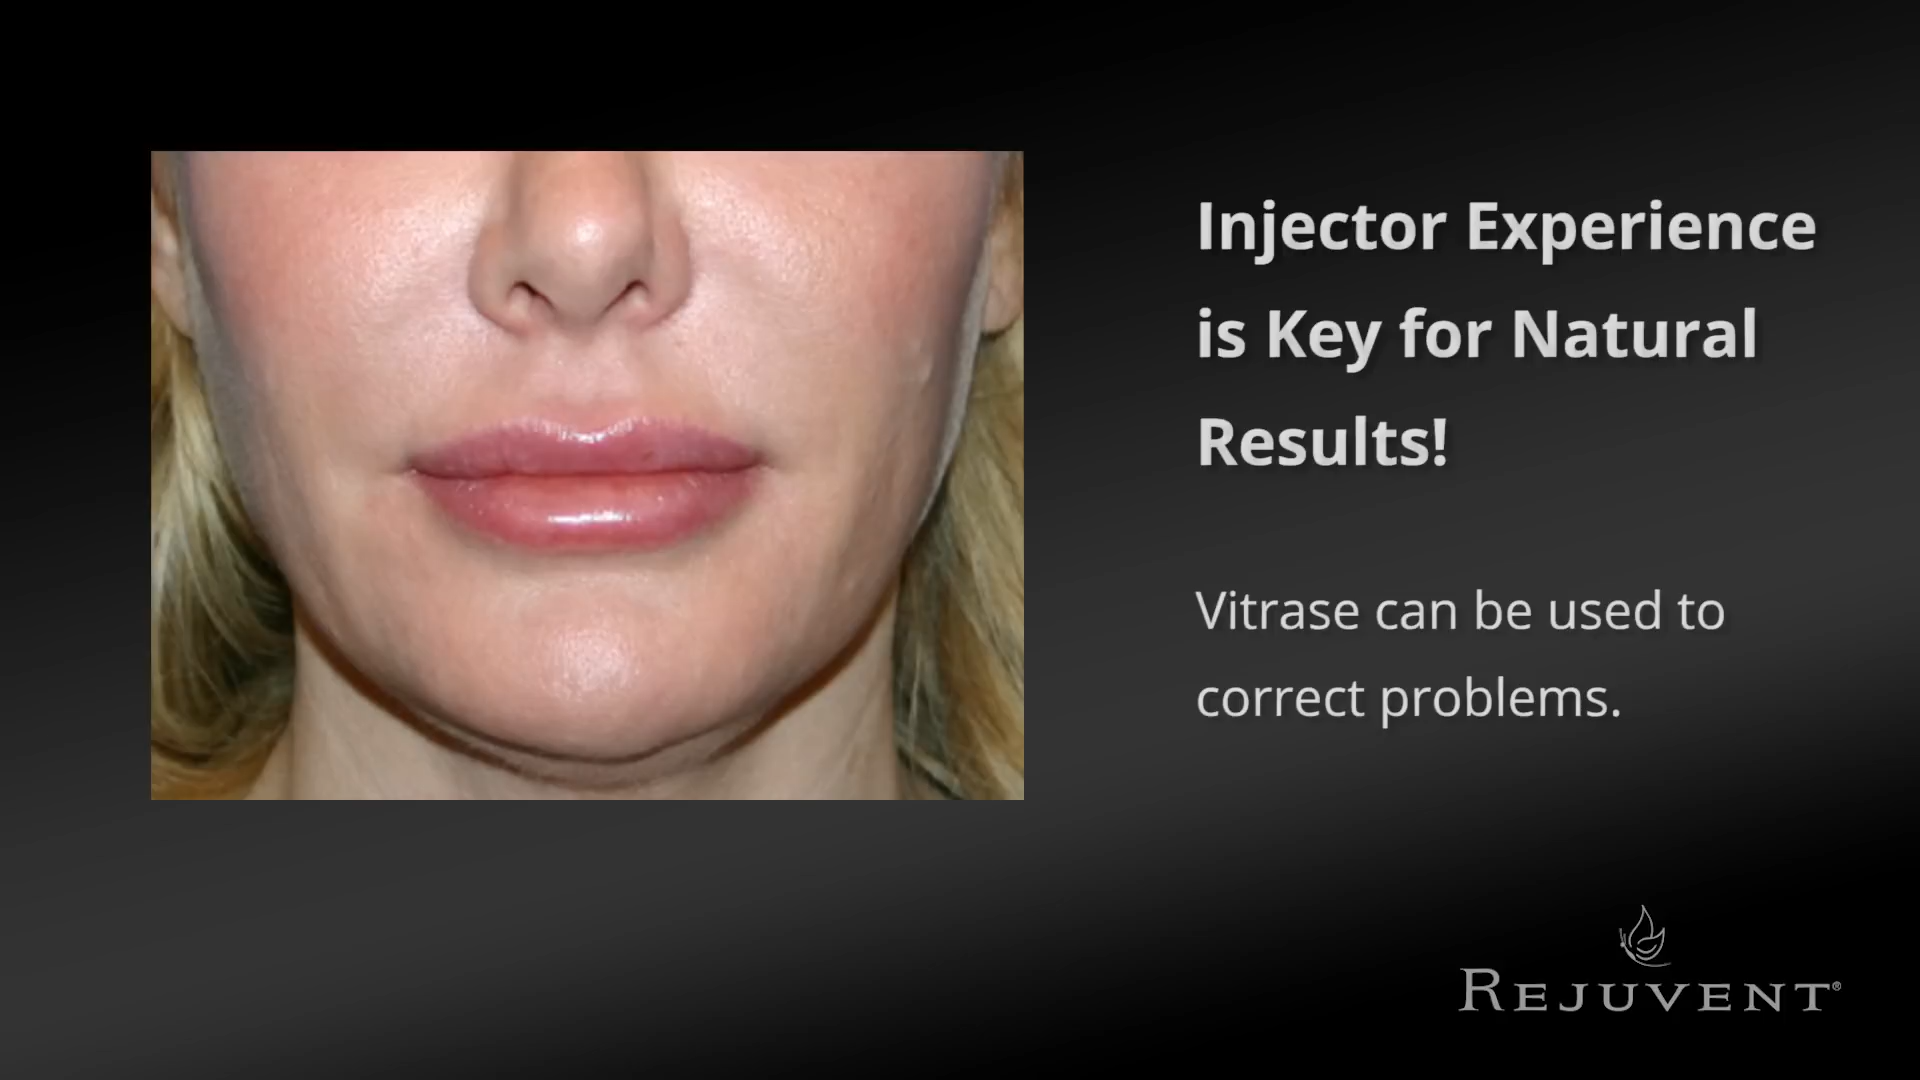 Injector Experience
is Key for Natural
Results!
Vitrase can be used to
correct problems.
REJUVENT®